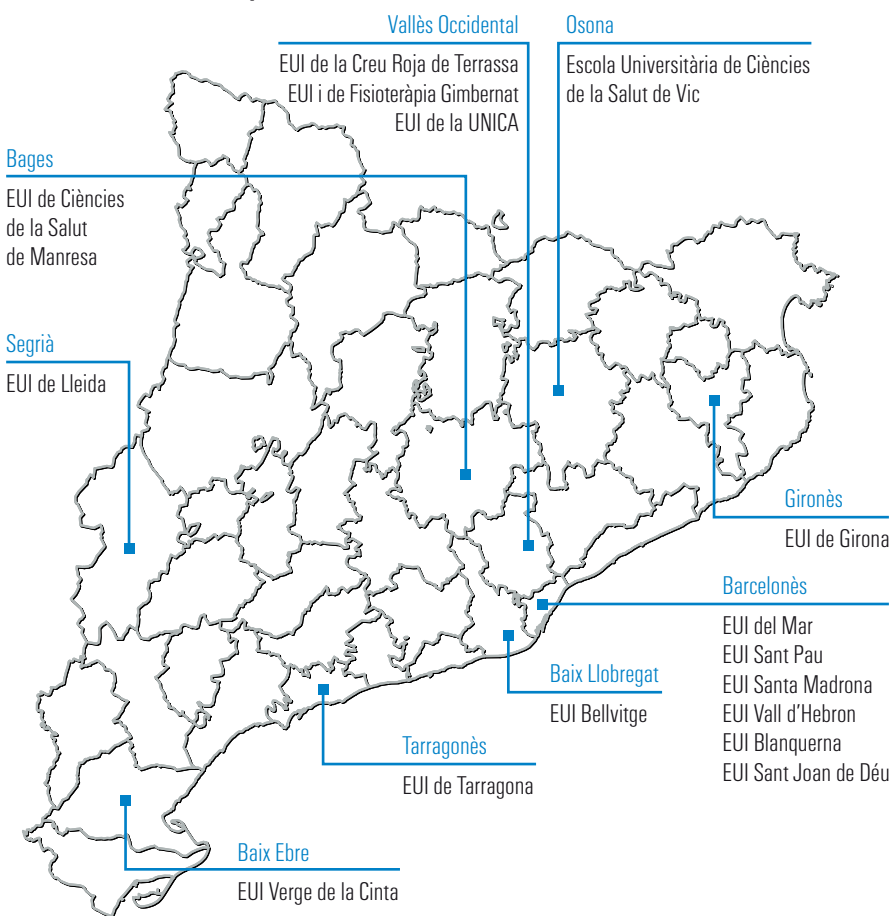 Vallès Occidental
EUI de la Creu Roja de Terrassa
EUI i de Fisioteràpia Gimbernat
EUI de la UNICA
Osona
Escola Universitària de Ciències
de la Salut de Vic
Bages
EUI de Ciències
de la Salut
de Manresa
Segrià
EUI de Lleida
Gironès
EUI de Girona
Barcelonès
EUI del Mar
EUI Sant Pau
EUI Santa Madrona
EUI Vall d'Hebron
EUI Blanquerna
EUI Sant Joan de Déu
Baix Llobregat
EUI Bellvitge
Tarragonès
EUI de Tarragona
Baix Ebre
EUI Verge de la Cinta